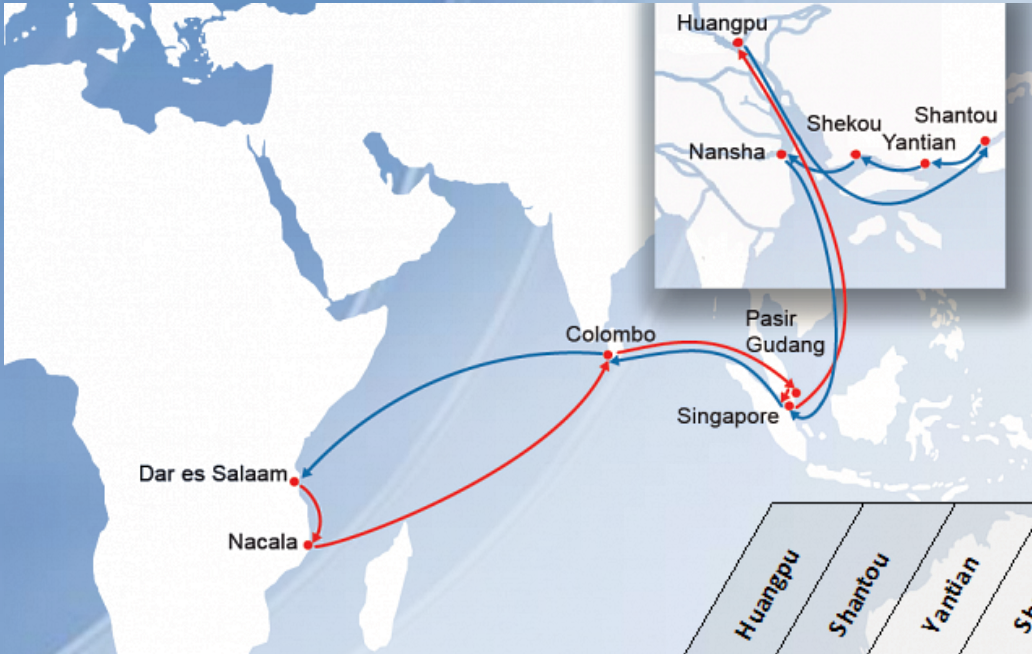 Huangpu
Shantou
Shekou
Yantian
Nansha
Pasir
Gudang
Colombo
Singapore
Dar es Salaam
Nacala
Huangpu
Shantou
Yantian